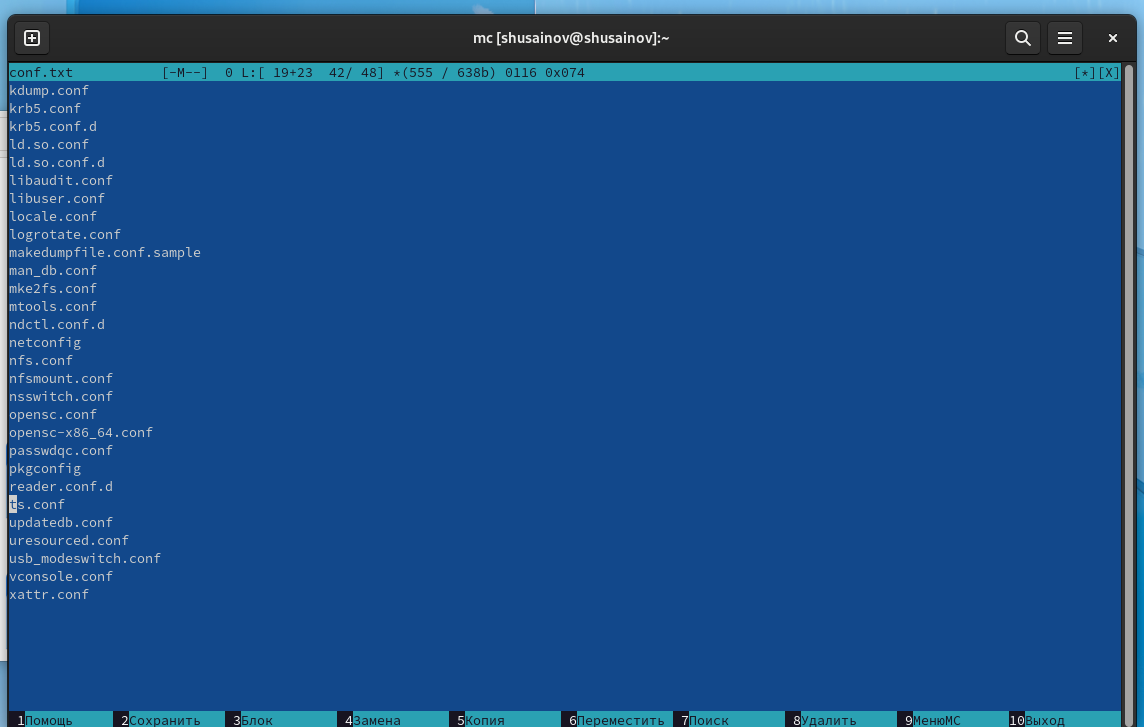 mc [shusainov@shusainov]:~
conf.txt [-M--] 0 L:[ 19+23 42/ 48] *(555 / 638b) 0116 0x074 [*][X]
kdump.conf
krb5.conf
krb5.conf.d
ld.so.conf
ld.so.conf.d
libaudit.conf
libuser.conf
locale.conf
logrotate.conf
makedumpfile.conf.sample
man_db.conf
mke2fs.conf
mtools.conf
ndctl.conf.d
netconfig
nfs.conf
nfsmount.conf
nsswitch.conf
opensc.conf
opensc-x86_64.conf
passwdqc.conf
pkgconfig
reader.conf.d
ts.conf
updatedb.conf
uresourced.conf
usb_modeswitch.conf
vconsole.conf
xattr.conf
1Помощь 2Сохранить 3Блок 4Замена 5Копия 6Переместить 7Поиск 8Удалить 9МенюMC 10Выход